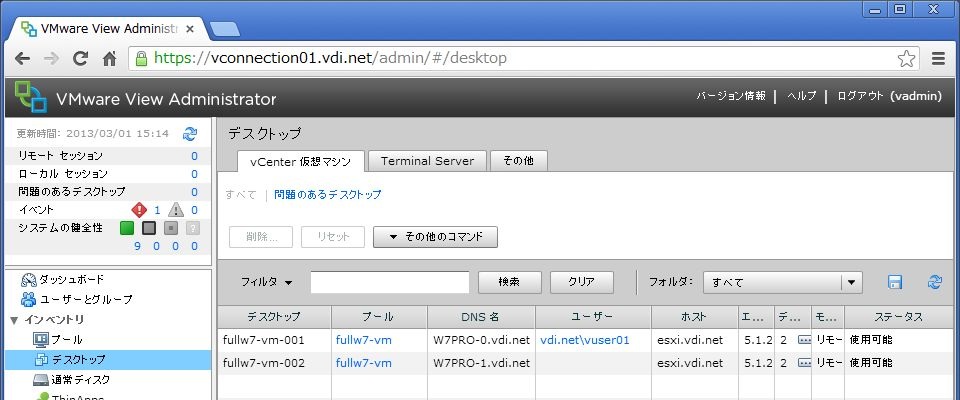 VMware View Administr
https://vconnection01.vdi.net/admin/#/desktop
VMware View Administrator
バージョン情報 | ヘルプ | ログアウト (vadmin)
更新時間: 2013/03/01 15:14
リモート セッション 0
ローカル セッション 0
問題のあるデスクトップ 0
イベント 1 0
システムの健全性
9 0 0 0
ダッシュボード
ユーザーとグループ
インベントリ
プール
デスクトップ
通常ディスク
ThinApps
デスクトップ
vCenter 仮想マシン Terminal Server その他
すべて | 問題のあるデスクトップ
削除... リセット その他のコマンド
フィルタ 検索 クリア フォルダ: すべて
デスクトップ プール DNS 名 ユーザー ホスト エ... デ... モ... ステータス
fullw7-vm-001 fullw7-vm W7PRO-0.vdi.net vdi.net\vuser01 esxi.vdi.net 5.1.2 2 ... リモー 使用可能
fullw7-vm-002 fullw7-vm W7PRO-1.vdi.net esxi.vdi.net 5.1.2 2 ... リモー 使用可能